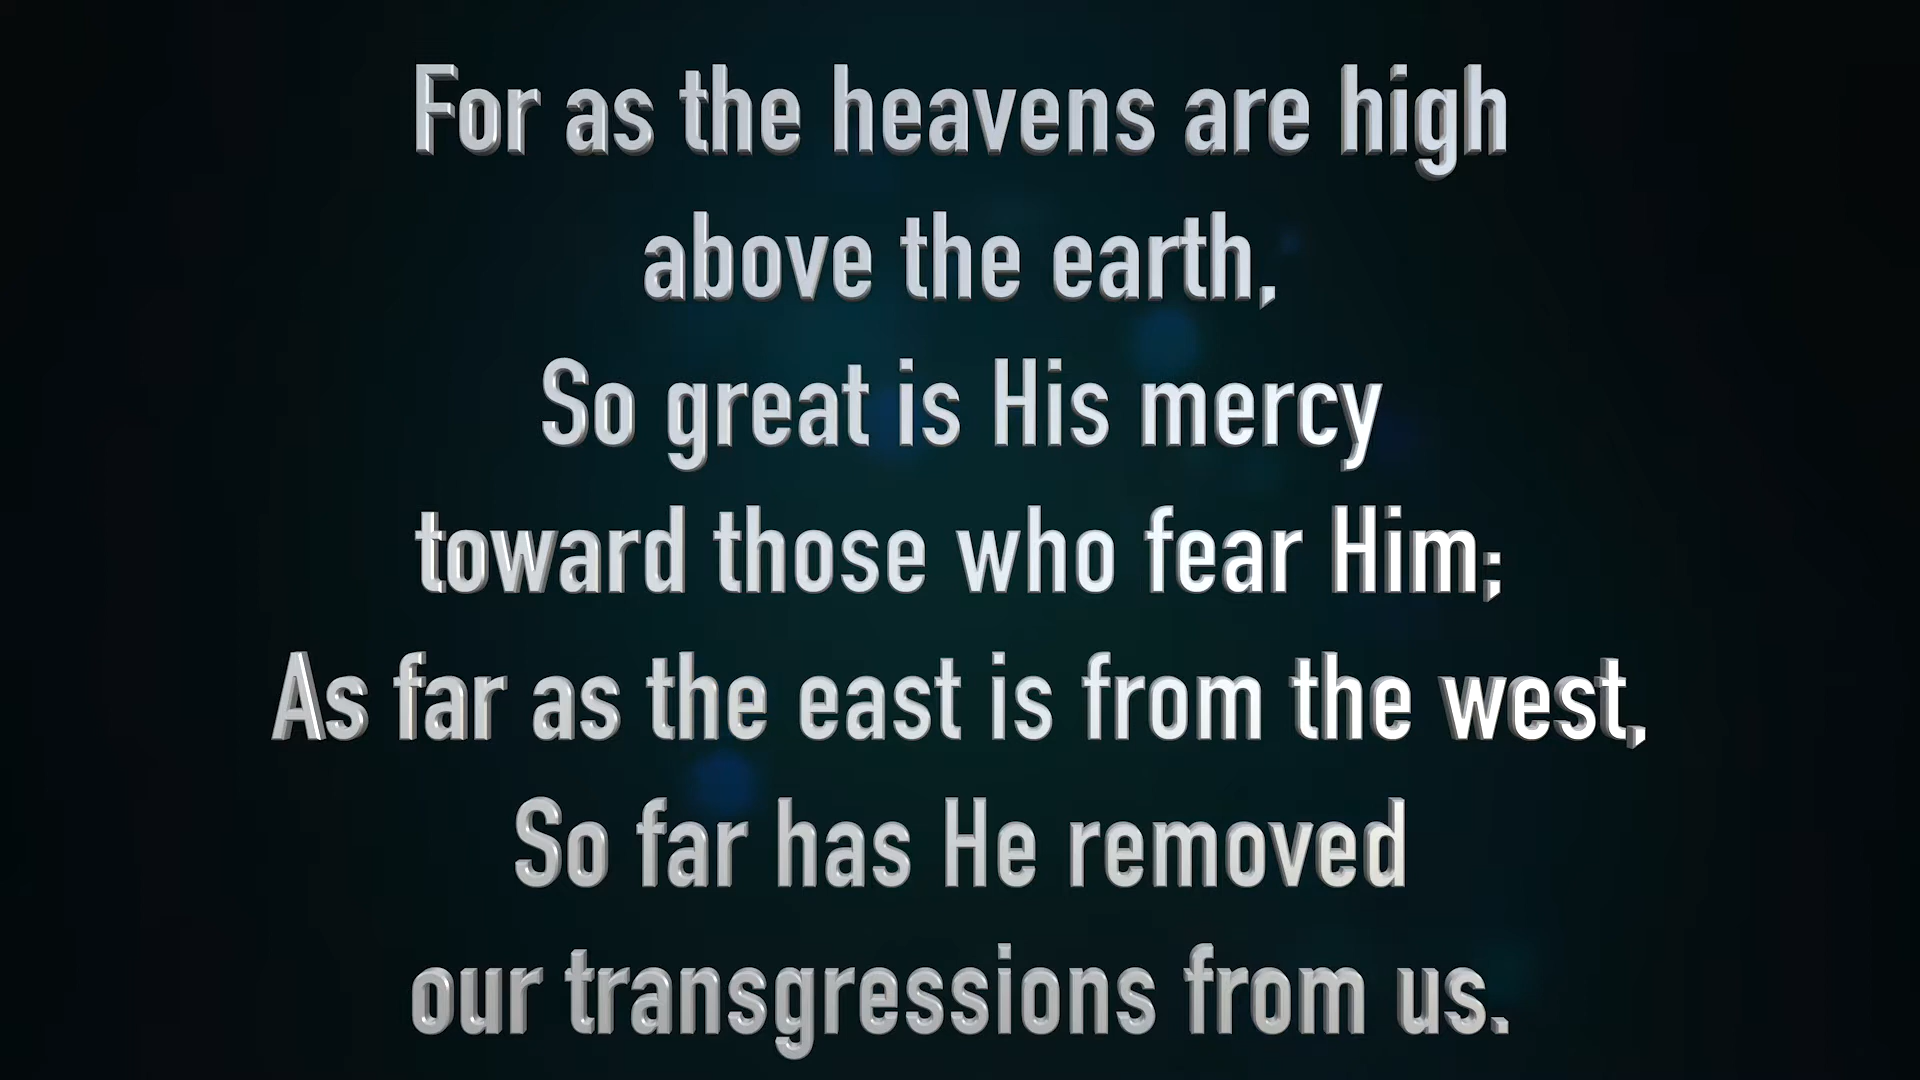 For as the heavens are high
above the earth,
So great is His mercy
toward those who fear Him;
As far as the east is from the west,
So far has He removed
our transgressions from us.